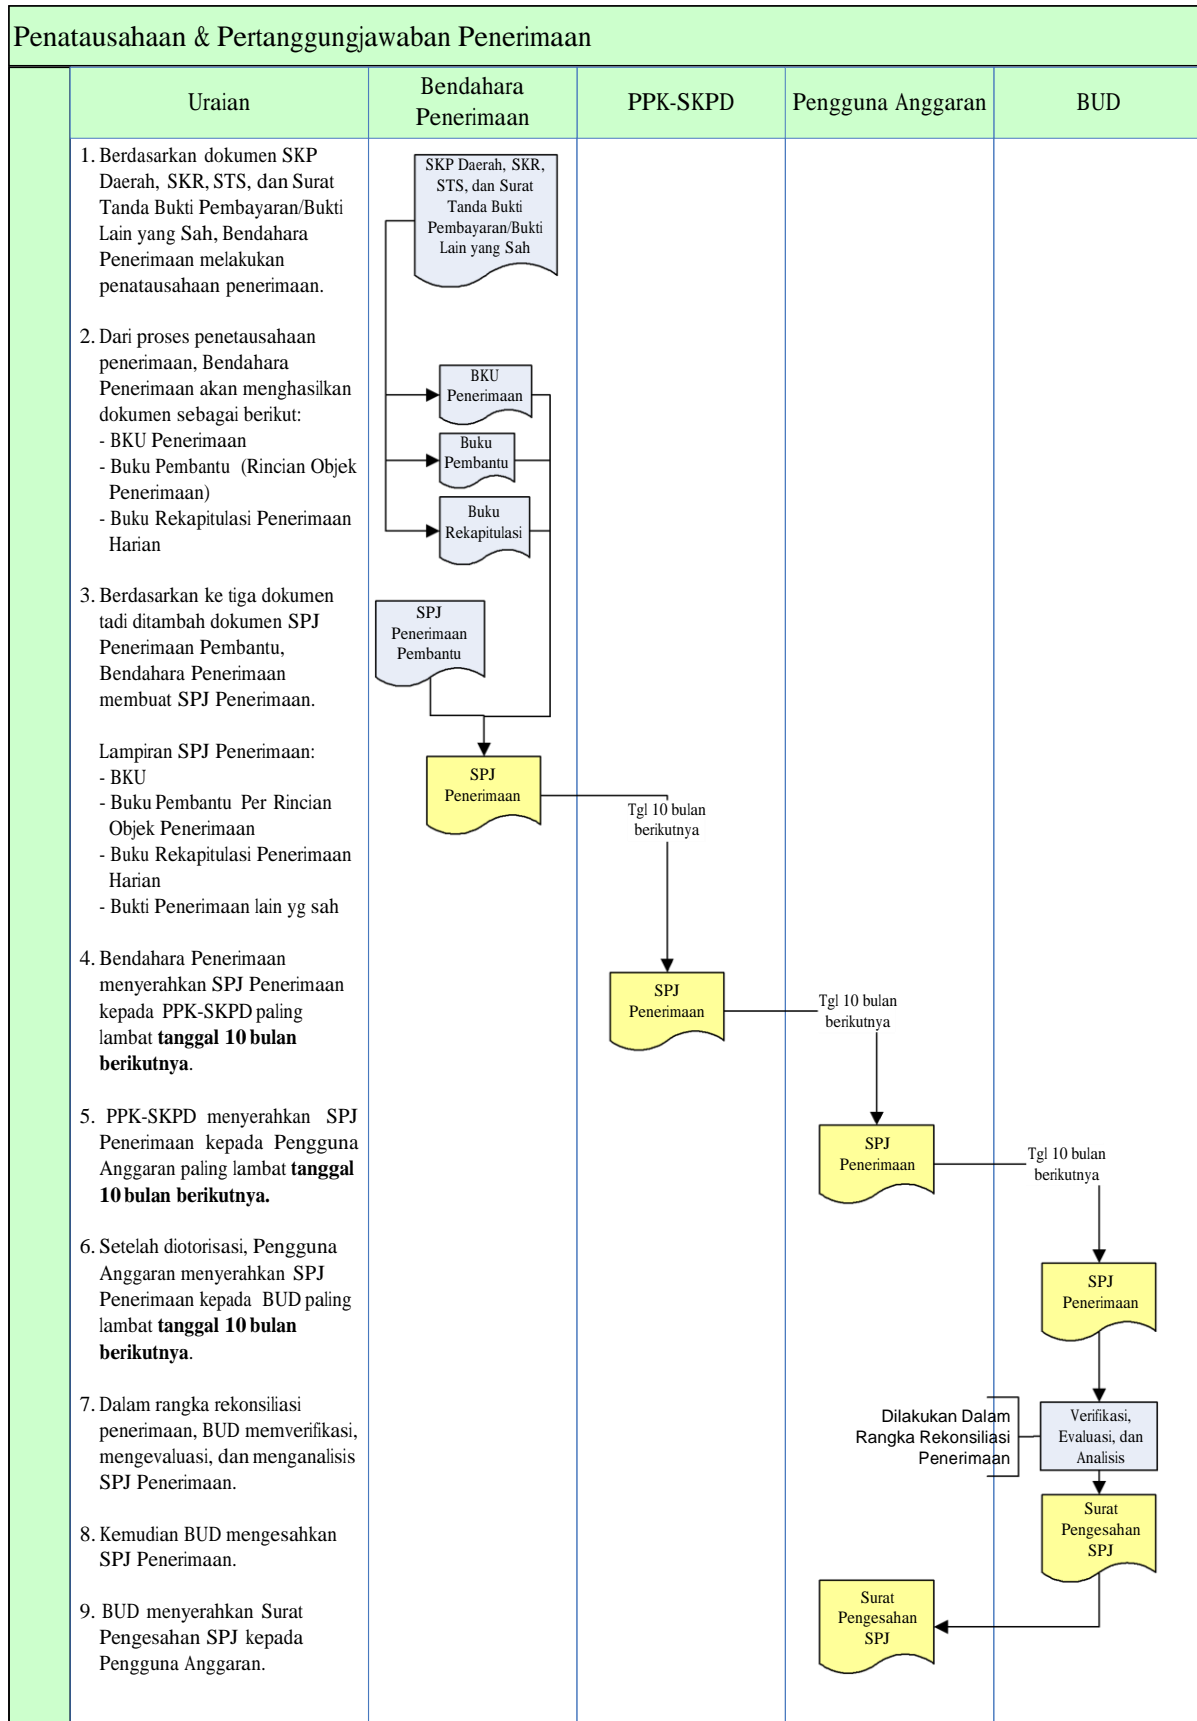 Penatausahaan & Pertanggungjawaban Penerimaan
Uraian
Bendahara
Penerimaan
PPK-SKPD
Pengguna Anggaran
BUD
1. Berdasarkan dokumen SKP
Daerah, SKR, STS, dan Surat
Tanda Bukti Pembayaran/Bukti
Lain yang Sah, Bendahara
Penerimaan melakukan
penatausahaan penerimaan.
2. Dari proses penetausahaan
penerimaan, Bendahara
Penerimaan akan menghasilkan
dokumen sebagai berikut:
- BKU Penerimaan
- Buku Pembantu (Rincian Objek
Penerimaan)
- Buku Rekapitulasi Penerimaan
Harian
3. Berdasarkan ke tiga dokumen
tadi ditambah dokumen SPJ
Penerimaan Pembantu,
Bendahara Penerimaan
membuat SPJ Penerimaan.
Lampiran SPJ Penerimaan:
- BKU
- Buku Pembantu Per Rincian
Objek Penerimaan
- Buku Rekapitulasi Penerimaan
Harian
- Bukti Penerimaan lain yg sah
4. Bendahara Penerimaan
menyerahkan SPJ Penerimaan
kepada PPK-SKPD paling
lambat tanggal 10 bulan
berikutnya.
5. PPK-SKPD menyerahkan SPJ
Penerimaan kepada Pengguna
Anggaran paling lambat tanggal
10 bulan berikutnya.
6. Setelah diotorisasi, Pengguna
Anggaran menyerahkan SPJ
Penerimaan kepada BUD paling
lambat tanggal 10 bulan
berikutnya.
7. Dalam rangka rekonsiliasi
penerimaan, BUD memverifikasi,
mengevaluasi, dan menganalisis
SPJ Penerimaan.
8. Kemudian BUD mengesahkan
SPJ Penerimaan.
9. BUD menyerahkan Surat
Pengesahan SPJ kepada
Pengguna Anggaran.
SKP Daerah, SKR,
STS, dan Surat
Tanda Bukti
Pembayaran/Bukti
Lain yang Sah
BKU
Penerimaan
Buku
Pembantu
Buku
Rekapitulasi
SPJ
Penerimaan
Pembantu
SPJ
Penerimaan
Tgl 10 bulan
berikutnya
SPJ
Penerimaan
Tgl 10 bulan
berikutnya
SPJ
Penerimaan
Tgl 10 bulan
berikutnya
SPJ
Penerimaan
Dilakukan Dalam
Rangka Rekonsiliasi
Penerimaan
Verifikasi,
Evaluasi, dan
Analisis
Surat
Pengesahan
SPJ
Surat
Pengesahan
SPJ